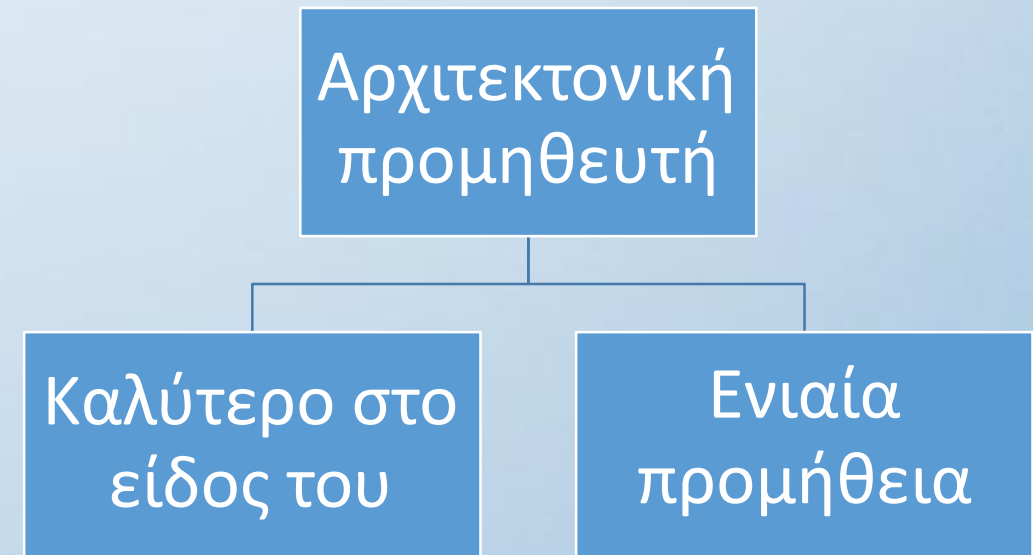 Αρχιτεκτονική
προμηθευτή
Καλύτερο στο
είδος του
Ενιαία
προμήθεια